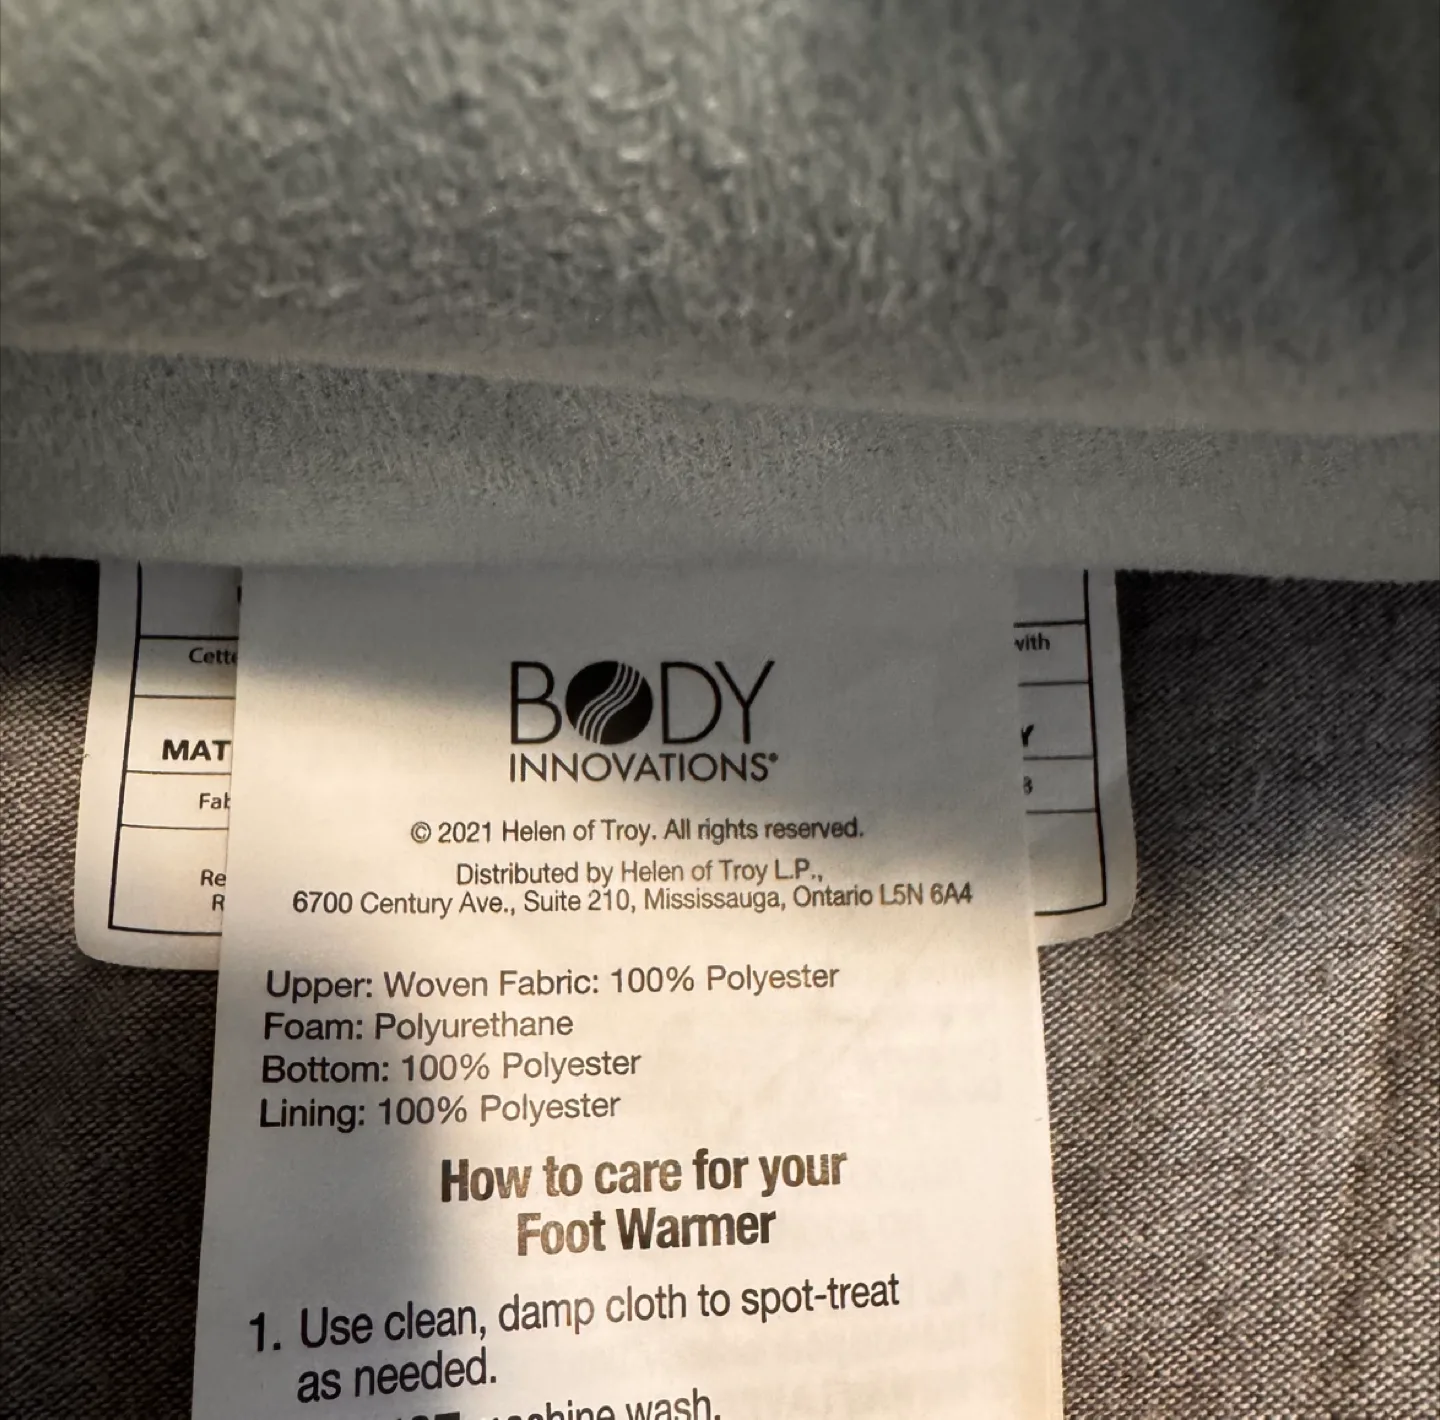 Cette
with
MAT
Y
Fab
Re
R
BODY
INNOVATIONS®
© 2021 Helen of Troy. All rights reserved.
Distributed by Helen of Troy L.P.,
6700 Century Ave., Suite 210, Mississauga, Ontario L5N 6A4
Upper: Woven Fabric: 100% Polyester
Foam: Polyurethane
Bottom: 100% Polyester
Lining: 100% Polyester
How to care for your
Foot Warmer
1. Use clean, damp cloth to spot-treat
as needed.
wash.